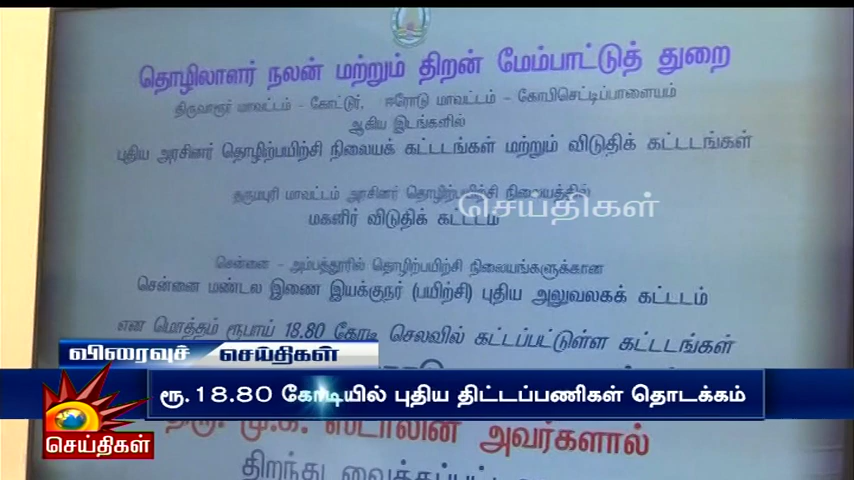 தொழிலாளர் நலன் மற்றும் திறன் மேம்பாட்டுத் துறை
திருவாரூர் மாவட்டம் - கோட்டூர், ஈரோடு மாவட்டம் - கோபிசெட்டிப்பாளையம்
ஆகிய இடங்களில்
புதிய அரசினர் தொழிற்பயிற்சி நிலையக் கட்டடங்கள் மற்றும் விடுதிக் கட்டடங்கள்
தருமபுரி மாவட்டம் அரசினர் தொழிற்பயிற்சி நிலையத்தில்
செய்திகள்
மகளிர் விடுதிக் கட்டடம்
சென்னை - அம்பத்தூரில் தொழிற்பயிற்சி நிலையங்களுக்கான
சென்னை மண்டல இணை இயக்குநர் (பயிற்சி) புதிய அலுவலகக் கட்டடம்
என மொத்தம் ரூபாய் 18.80 கோடி செலவில் கட்டப்பட்டுள்ள கட்டடங்கள்
விரைவுச் செய்திகள்
ரூ.18.80 கோடியில் புதிய திட்டப்பணிகள் தொடக்கம்
செய்திகள்
திரு. மு.க. ஸ்டாலின் அவர்களால்
திறந்து